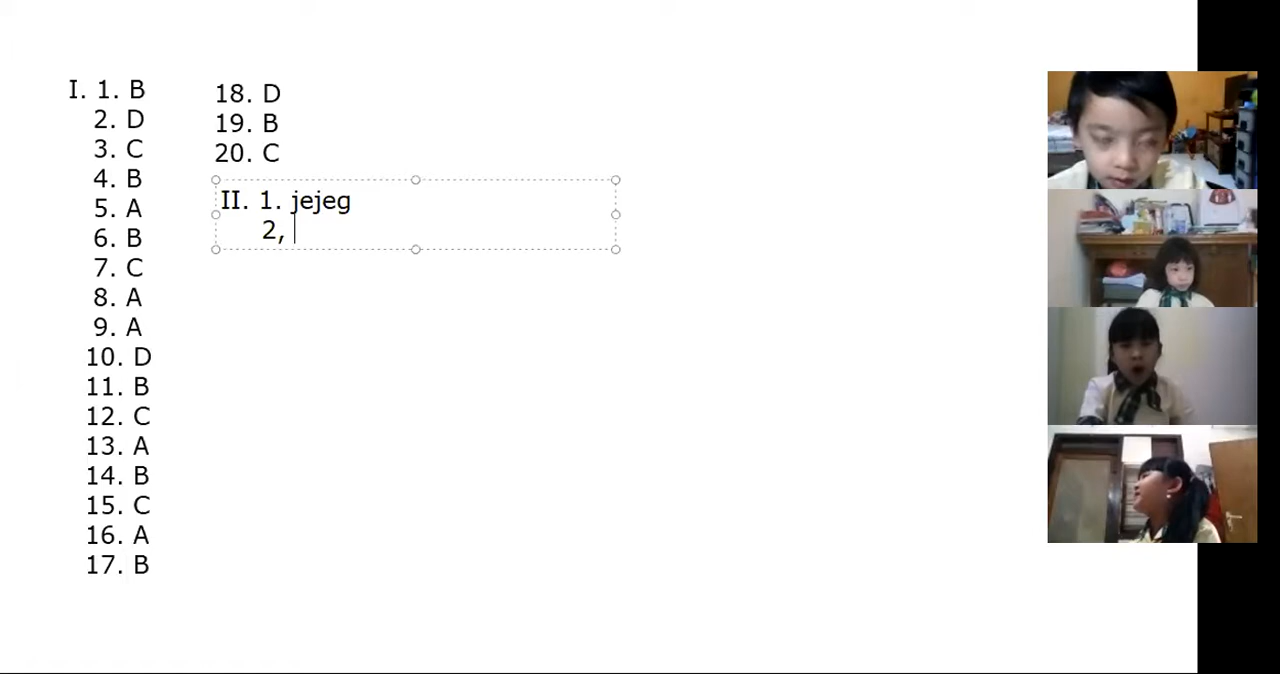 I. 1. B
2. D
3. C
4. B
5. A
6. B
7. C
8. A
9. A
10. D
11. B
12. C
13. A
14. B
15. C
16. A
17. B
18. D
19. B
20. C
II. 1. jejeg
2,